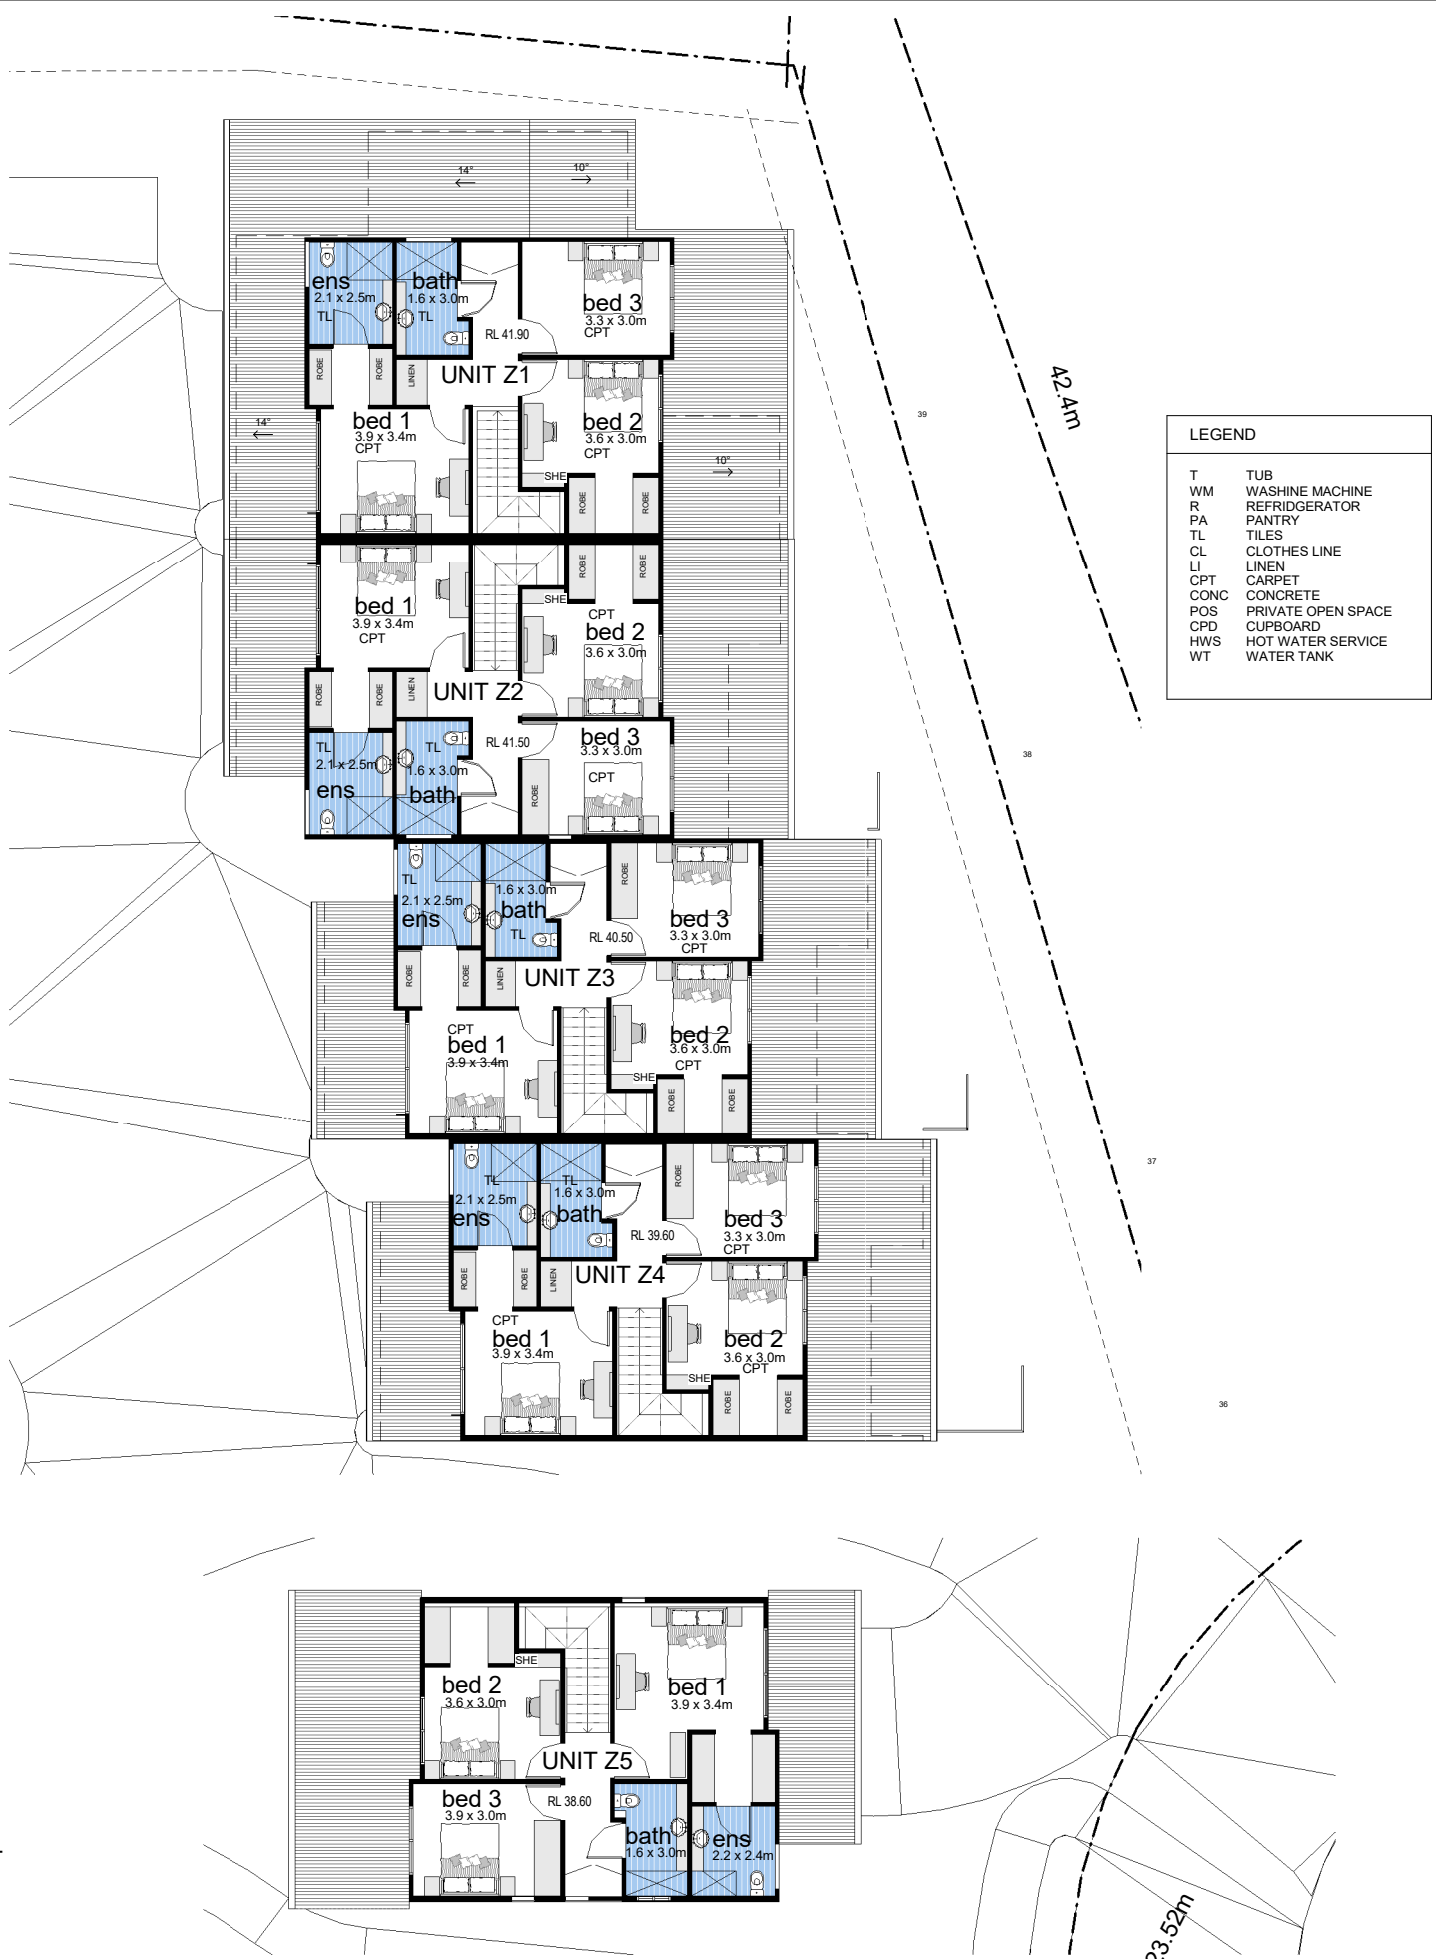 14°
10°
ens
2.1 x 2.5m
TL
bath
1.6 x 3.0m
TL
bed 3
3.3 x 3.0m
CPT
RL 41.90
ROBE
ROBE
LINEN
UNIT Z1
bed 1
3.9 x 3.4m
CPT
bed 2
3.6 x 3.0m
CPT
14°
10°
SHE
ROBE
ROBE
42.4m
39
LEGEND
T TUB
WM WASHINE MACHINE
R REFRIDGERATOR
PA PANTRY
TL TILES
CL CLOTHES LINE
LI LINEN
CPT CARPET
CONC CONCRETE
POS PRIVATE OPEN SPACE
CPD CUPBOARD
HWS HOT WATER SERVICE
WT WATER TANK
ROBE
ROBE
SHE
bed 1
3.9 x 3.4m
CPT
CPT
bed 2
3.6 x 3.0m
ROBE
ROBE
LINEN
UNIT Z2
TL
2.1 x 2.5m
ens
TL
1.6 x 3.0m
bath
RL 41.50
bed 3
3.3 x 3.0m
CPT
ROBE
38
TL
2.1 x 2.5m
ens
1.6 x 3.0m
bath
TL
ROBE
bed 3
3.3 x 3.0m
CPT
RL 40.50
ROBE
ROBE
LINEN
UNIT Z3
CPT
bed 1
3.9 x 3.4m
bed 2
3.6 x 3.0m
CPT
SHE
ROBE
ROBE
37
TL
2.1 x 2.5m
ens
TL
1.6 x 3.0m
bath
ROBE
bed 3
3.3 x 3.0m
CPT
RL 39.60
ROBE
ROBE
LINEN
UNIT Z4
CPT
bed 1
3.9 x 3.4m
bed 2
3.6 x 3.0m
CPT
SHE
ROBE
ROBE
36
SHE
bed 2
3.6 x 3.0m
bed 1
3.9 x 3.4m
UNIT Z5
bed 3
3.9 x 3.0m
RL 38.60
bath
1.6 x 3.0m
ens
2.2 x 2.4m
23.52m